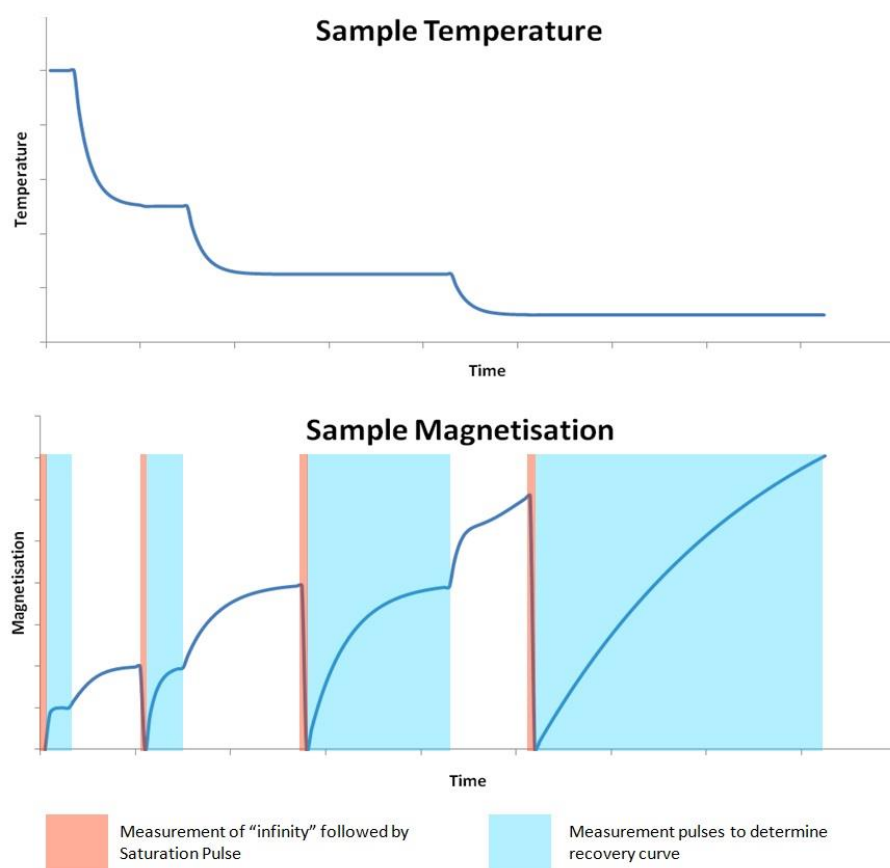 Sample Temperature
Temperature
Time
Sample Magnetisation
Magnetisation
Time
Measurement of “infinity” followed by
Saturation Pulse
Measurement pulses to determine
recovery curve